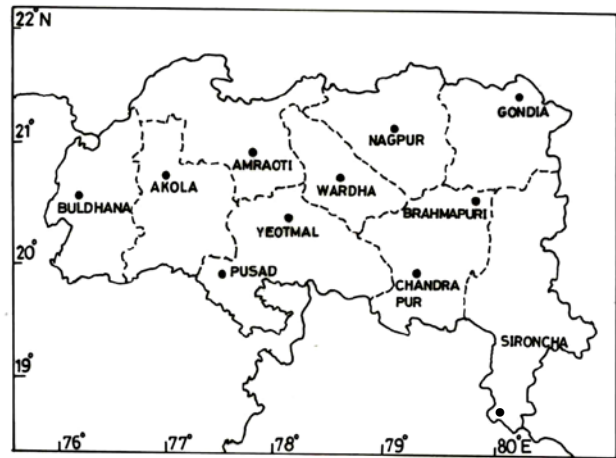 22°N
GONDIA
21°
NAGPUR
AMRAOTI
AKOLA
WARDHA
BULDHANA
BRAHMAPURI
YEOTMAL
20°
PUSAD
CHANDRA
PUR
SIRONCHA
19°
76° 77° 78° 79° 80°E